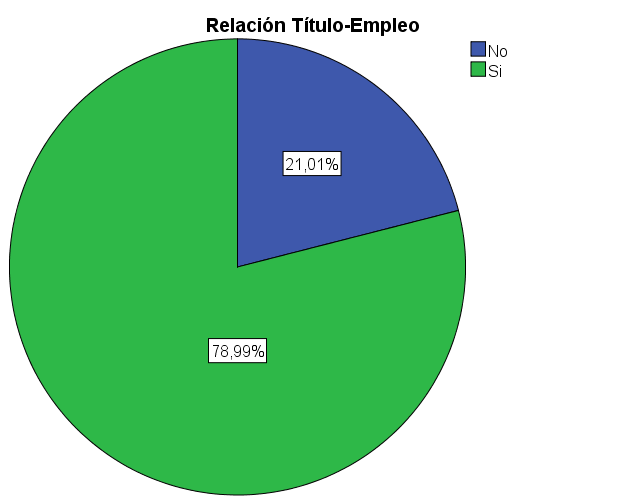 Relación Título-Empleo
No
Si
21,01%
78,99%